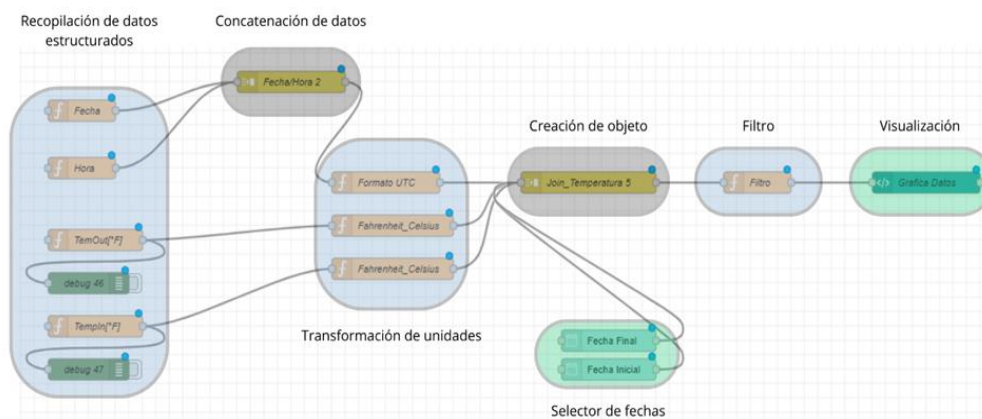 Recopilación de datos
estructurados
Concatenación de datos
Fecha/Hora 2
Fecha
Hora
TemOut[°F]
debug 46
TempIn[°F]
debug 47
Formato UTC
Fahrenheit_Celsius
Fahrenheit_Celsius
Transformación de unidades
Creación de objeto
Join_Temperatura 5
Filtro
Filtro
Visualización
Grafica Datos
Fecha Final
Fecha Inicial
Selector de fechas